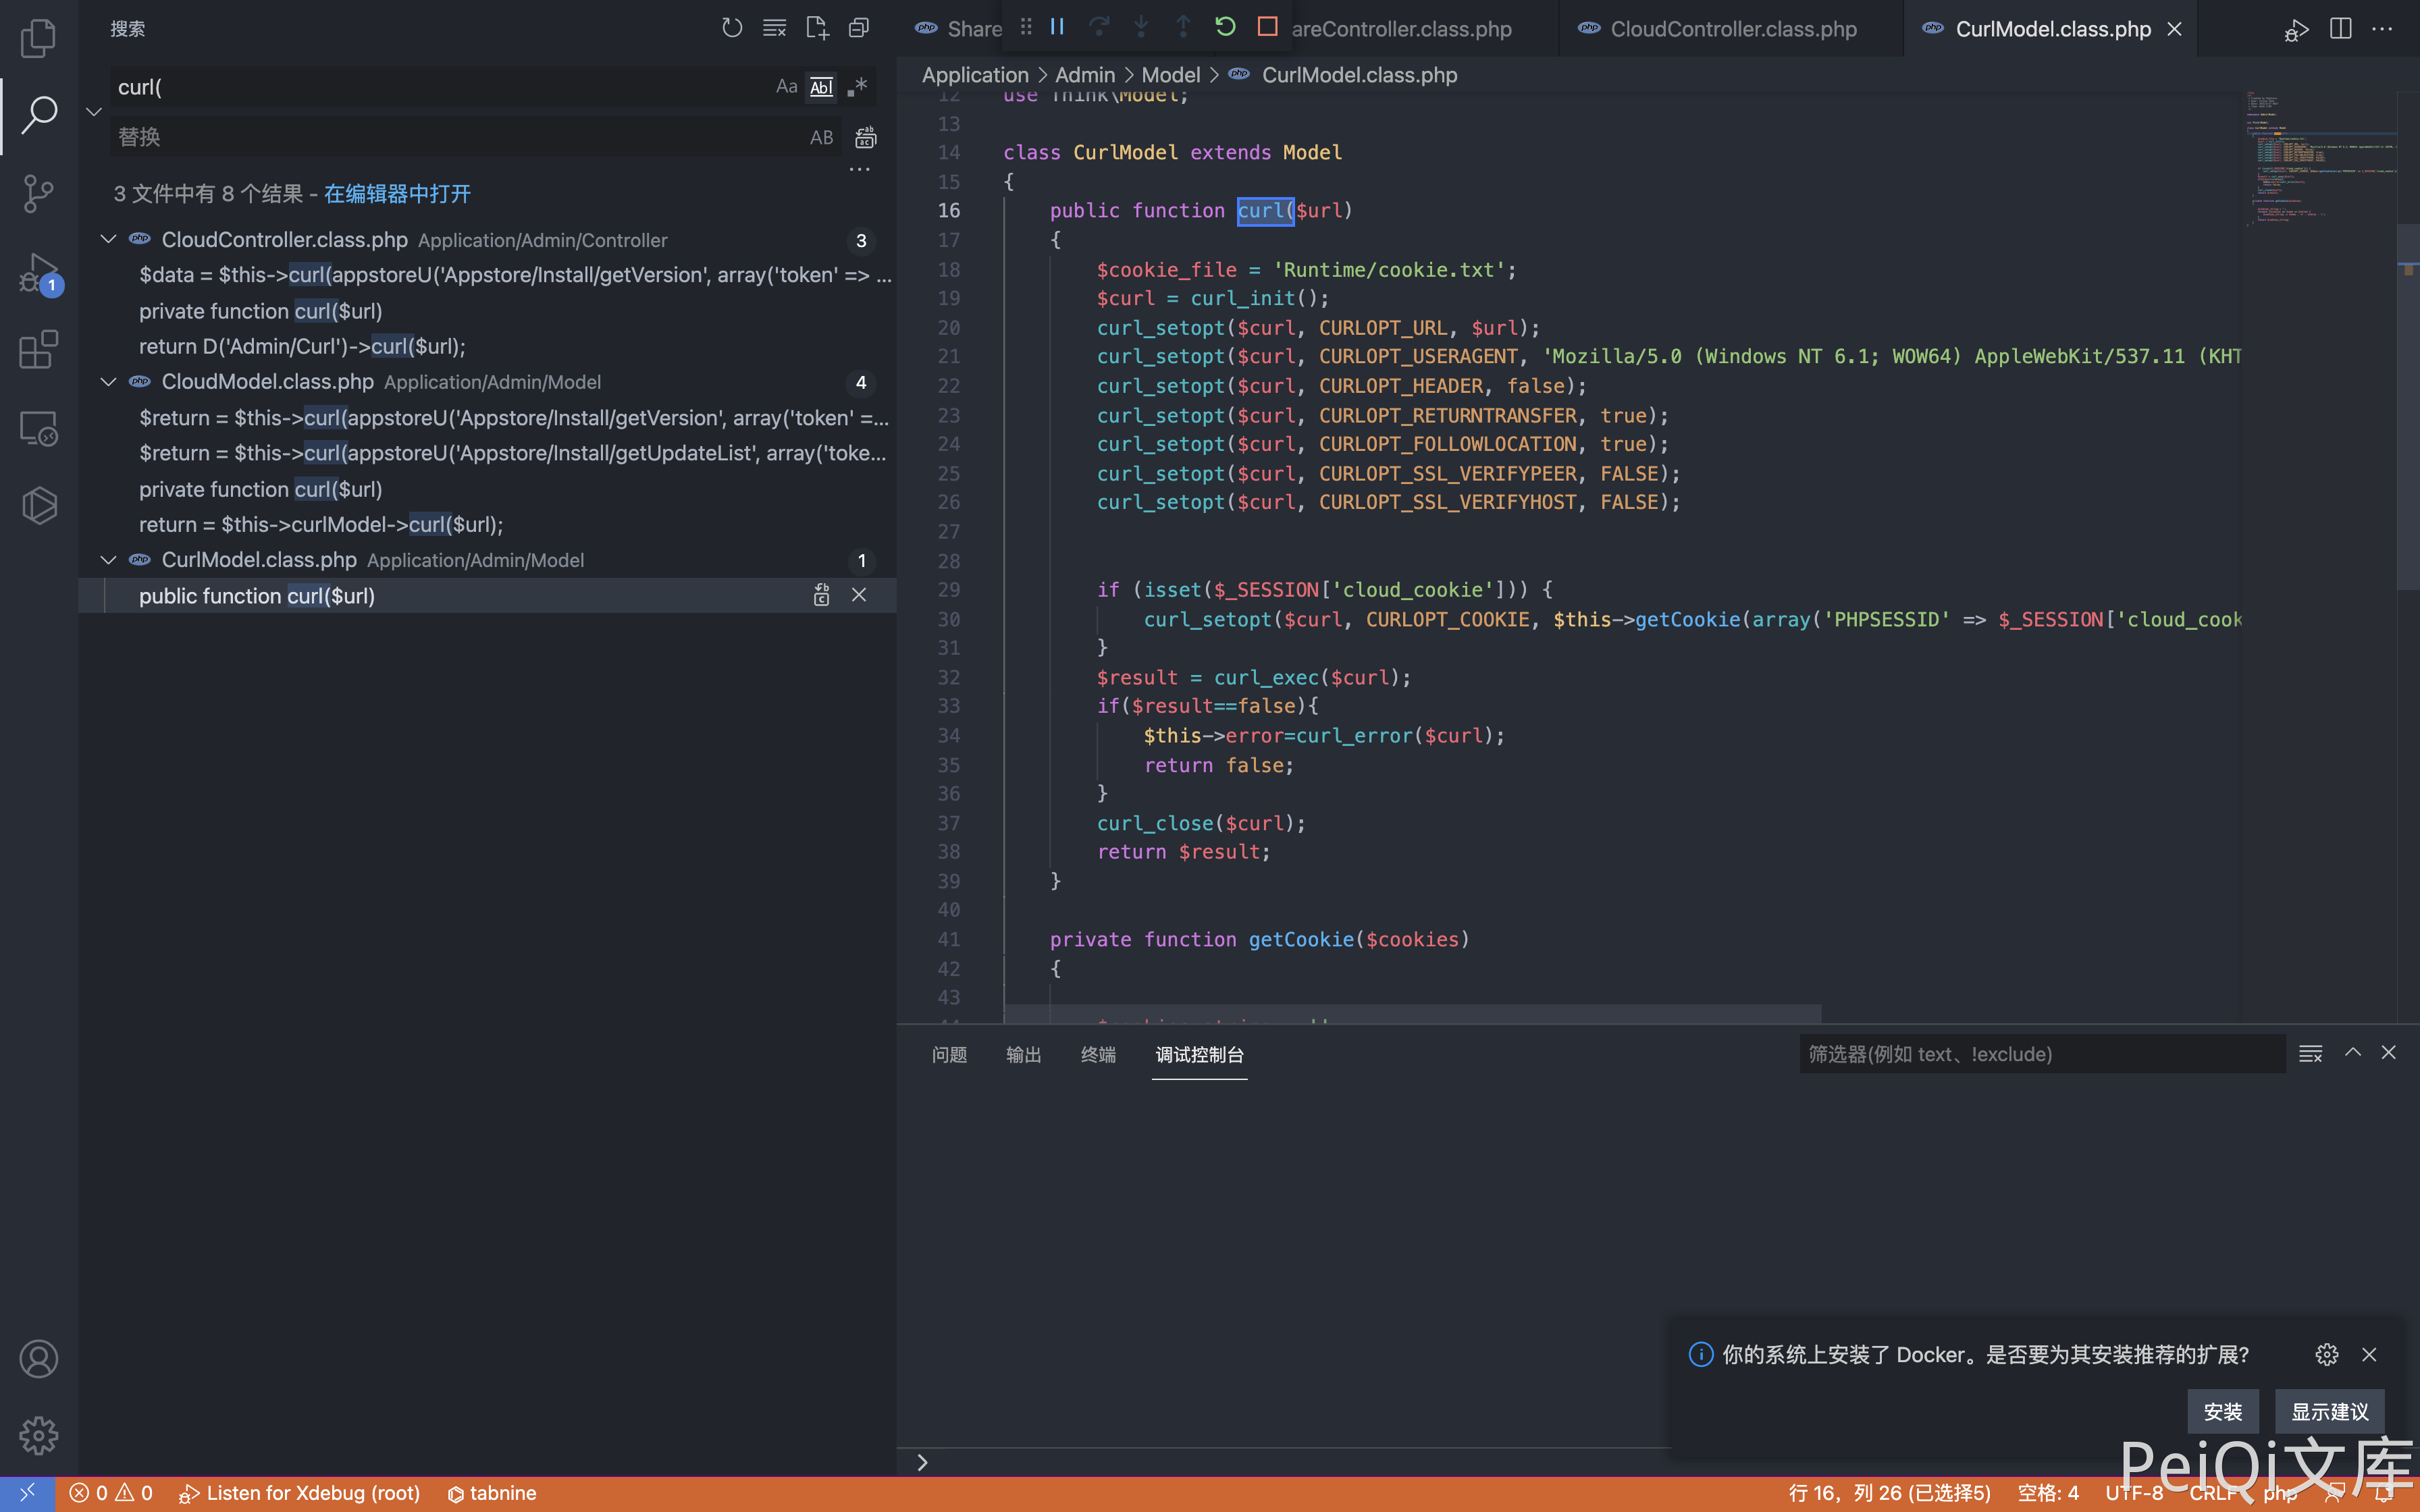 搜索
curl(
Aa Abl .*
替换
AB
3 文件中有 8 个结果 - 在编辑器中打开
CloudController.class.php Application/Admin/Controller 3
$data = $this->curl(appstoreU('Appstore/Install/getVersion', array('token' => ...
private function curl($url)
return D('Admin/Curl')->curl($url);
CloudModel.class.php Application/Admin/Model 4
$return = $this->curl(appstoreU('Appstore/Install/getVersion', array('token' =...
$return = $this->curl(appstoreU('Appstore/Install/getUpdateList', array('toke...
private function curl($url)
return = $this->curlModel->curl($url);
CurlModel.class.php Application/Admin/Model 1
public function curl($url)
1
Share
areController.class.php
CloudController.class.php
CurlModel.class.php
Application > Admin > Model > CurlModel.class.php
12 use Think\Model;
13
14 class CurlModel extends Model
15 {
16 public function curl($url)
17 {
18 $cookie_file = 'Runtime/cookie.txt';
19 $curl = curl_init();
20 curl_setopt($curl, CURLOPT_URL, $url);
21 curl_setopt($curl, CURLOPT_USERAGENT, 'Mozilla/5.0 (Windows NT 6.1; WOW64) AppleWebKit/537.11 (KHT
22 curl_setopt($curl, CURLOPT_HEADER, false);
23 curl_setopt($curl, CURLOPT_RETURNTRANSFER, true);
24 curl_setopt($curl, CURLOPT_FOLLOWLOCATION, true);
25 curl_setopt($curl, CURLOPT_SSL_VERIFYPEER, FALSE);
26 curl_setopt($curl, CURLOPT_SSL_VERIFYHOST, FALSE);
27
28
29 if (isset($_SESSION['cloud_cookie'])) {
30 curl_setopt($curl, CURLOPT_COOKIE, $this->getCookie(array('PHPSESSID' => $_SESSION['cloud_cook
31 }
32 $result = curl_exec($curl);
33 if($result==false){
34 $this->error=curl_error($curl);
35 return false;
36 }
37 curl_close($curl);
38 return $result;
39 }
40
41 private function getCookie($cookies)
42 {
43
问题 输出 终端 调试控制台
筛选器(例如 text、!exclude)
你的系统上安装了 Docker。是否要为其安装推荐的扩展?
安装 显示建议
PeiQi文库
0 0 Listen for Xdebug (root) tabnine
行 16，列 26 (已选择5) 空格: 4 UTF-8 CRLF php